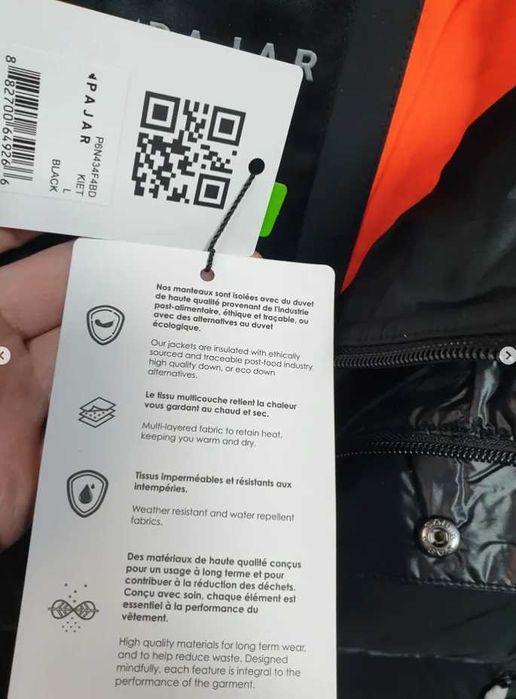 PAJAR
PAJAR
P6N434F4BD
KIET
L
BLACK
8 82700 64926 6
Nos manteaux sont isolées avec du duvet
de haute qualité provenant de l'industrie
post-alimentaire, éthique et traçable, ou
avec des alternatives au duvet
écologique.
Our jackets are insulated with ethically
sourced and traceable post-food industry
high quality down, or eco down
alternatives.
Le tissu multicouche retient la chaleur
vous gardant au chaud et sec.
Multi-layered fabric to retain heat,
keeping you warm and dry.
Tissus imperméables et résistants aux
intempéries.
Weather resistant and water repellent
fabrics.
Des matériaux de haute qualité conçus
pour un usage à long terme et pour
contribuer à la réduction des déchets.
Conçu avec soin, chaque élément est
essentiel à la performance du
vêtement.
High quality materials for long term wear,
and to help reduce waste. Designed
mindfully, each feature is integral to the
performance of the garment.